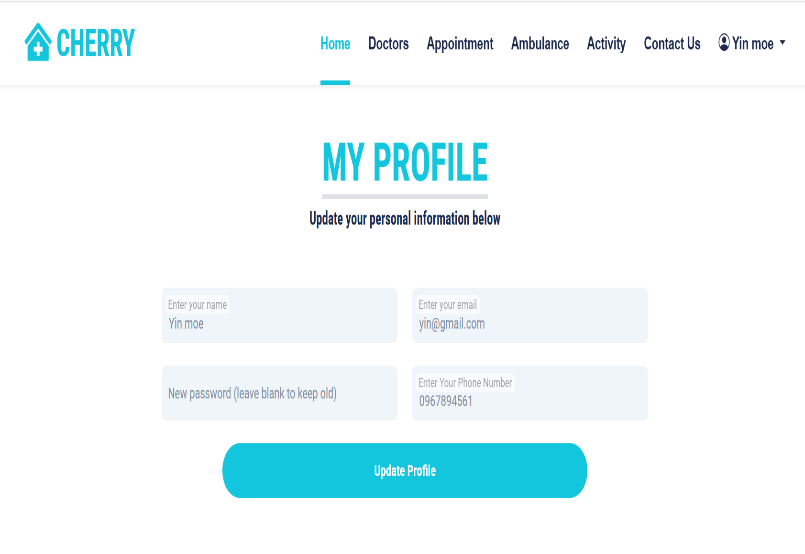 CHERRY
Home Doctors Appointment Ambulance Activity Contact Us Yin moe
MY PROFILE
Update your personal information below
Enter your name
Yin moe
Enter your email
yin@gmail.com
New password (leave blank to keep old)
Enter Your Phone Number
0967894561
Update Profile